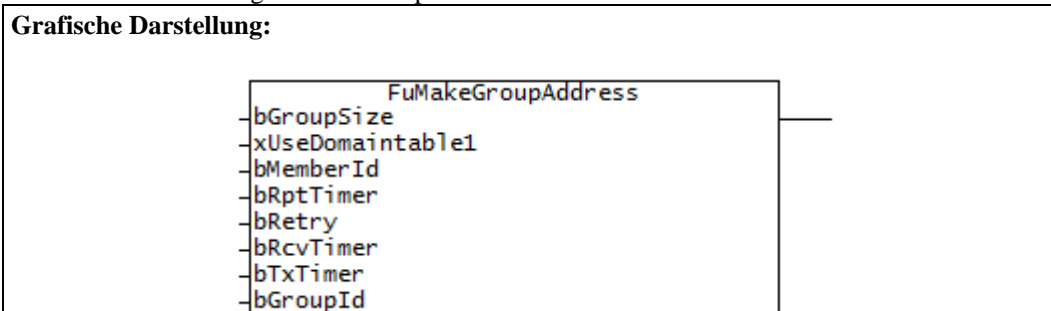 Grafische Darstellung:
FuMakeGroupAddress
bGroupSize
xUseDomaintable1
bMemberId
bRptTimer
bRetry
bRcvTimer
bTxTimer
bGroupId